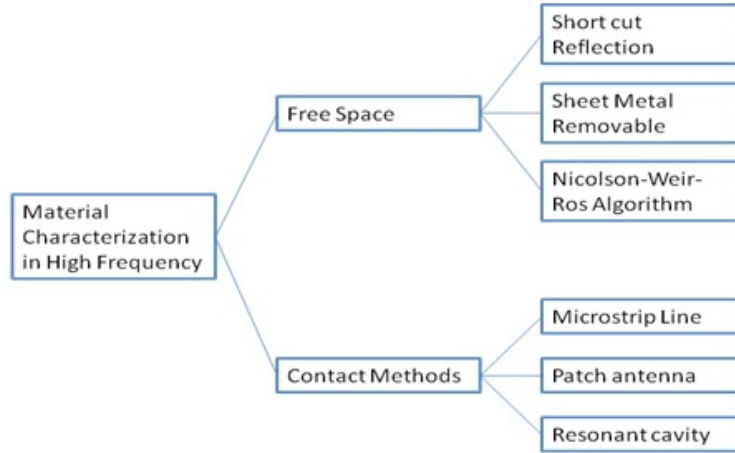 Material
Characterization
in High Frequency
Free Space
Short cut
Reflection
Sheet Metal
Removable
Nicolson-Weir-
Ros Algorithm
Contact Methods
Microstrip Line
Patch antenna
Resonant cavity